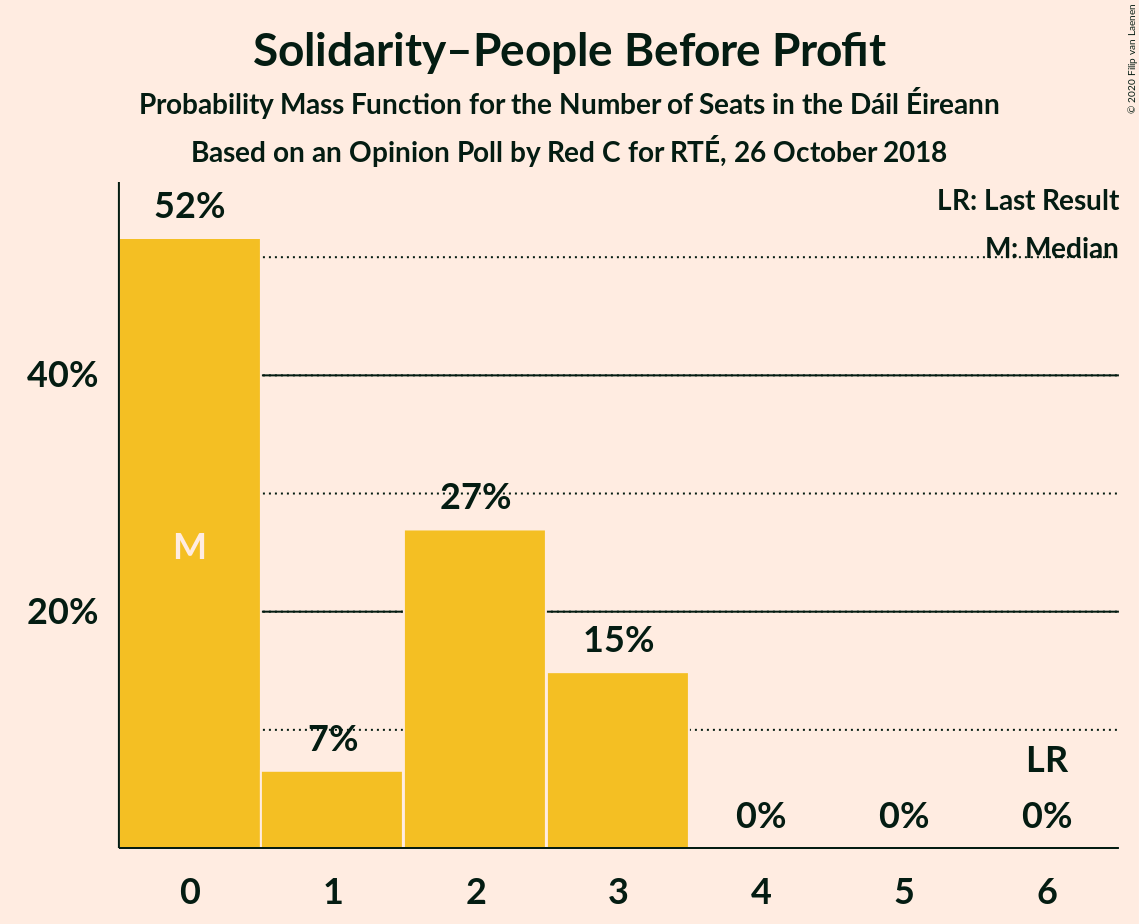 Solidarity–People Before Profit
Probability Mass Function for the Number of Seats in the Dáil Éireann
Based on an Opinion Poll by Red C for RTÉ, 26 October 2018
© 2020 Filip van Laenen
LR: Last Result
M: Median
52%
40%
27%
M
20%
15%
7%
LR
0%
0%
0%
0 1 2 3 4 5 6